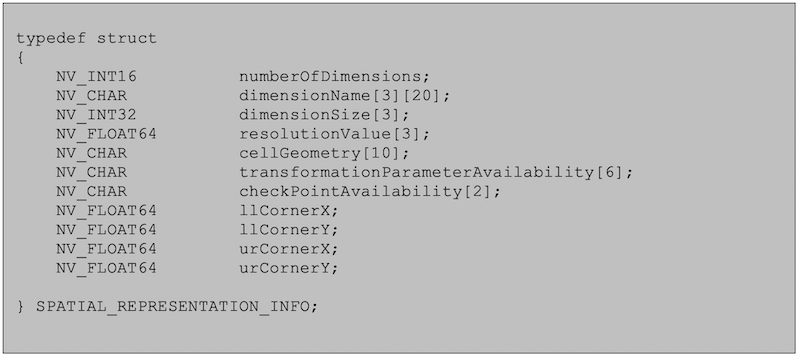 typedef struct
{
    NV_INT16          numberOfDimensions;
    NV_CHAR           dimensionName[3][20];
    NV_INT32          dimensionSize[3];
    NV_FLOAT64        resolutionValue[3];
    NV_CHAR           cellGeometry[10];
    NV_CHAR           transformationParameterAvailability[6];
    NV_CHAR           checkPointAvailability[2];
    NV_FLOAT64        llCornerX;
    NV_FLOAT64        llCornerY;
    NV_FLOAT64        urCornerX;
    NV_FLOAT64        urCornerY;
} SPATIAL_REPRESENTATION_INFO;